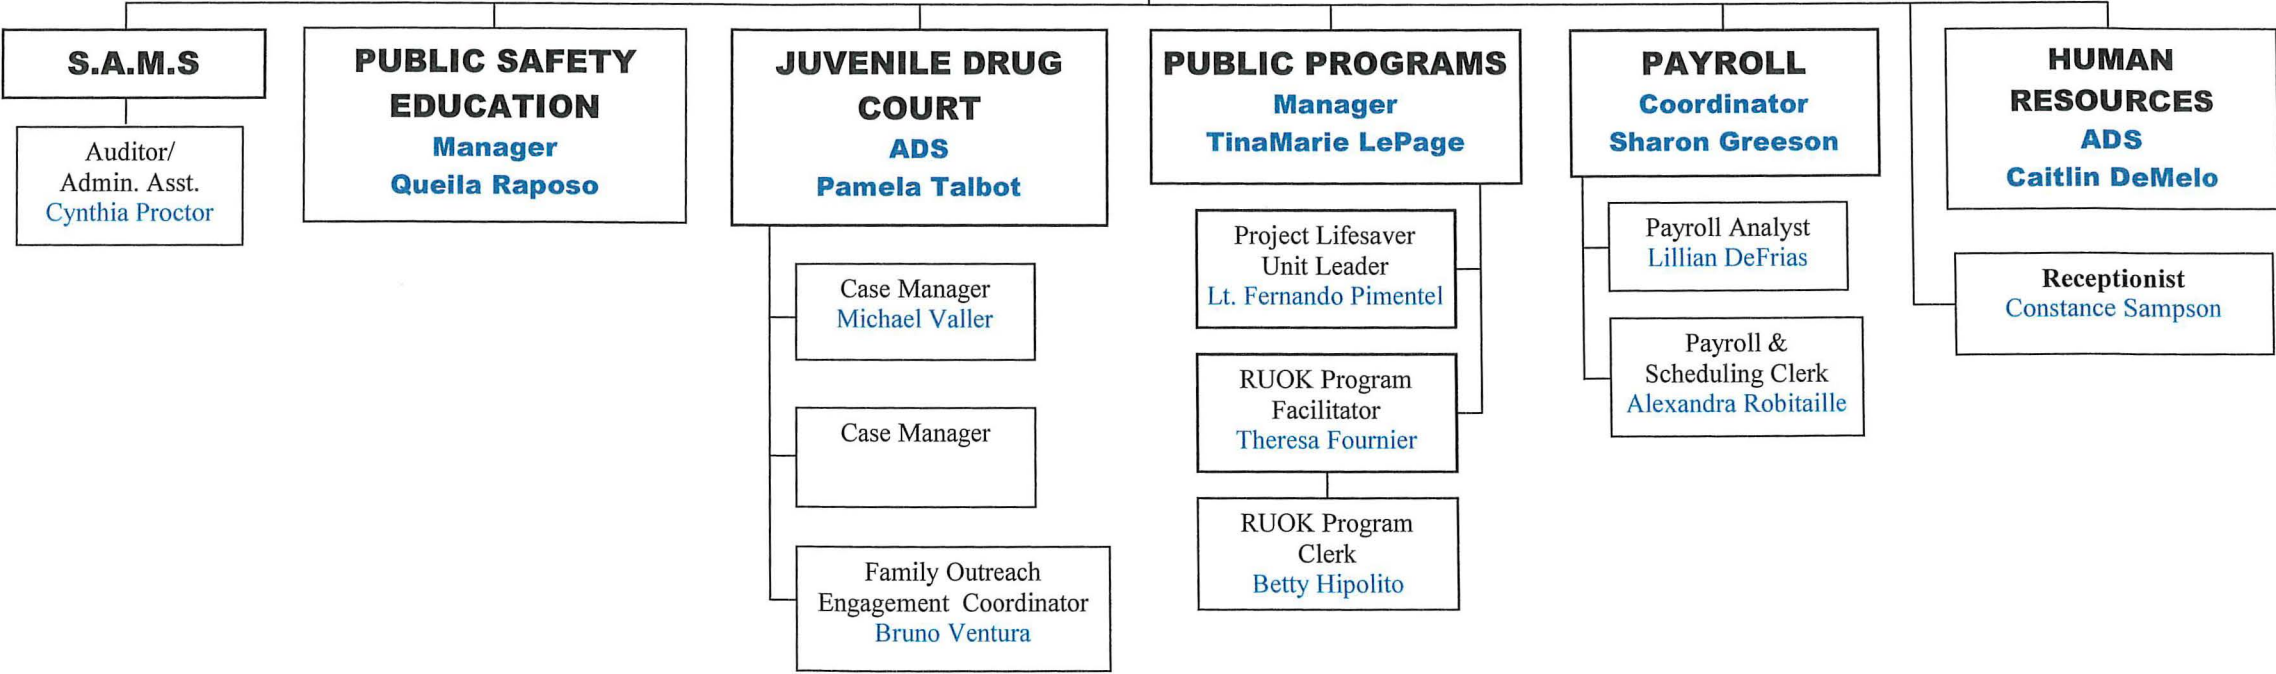 S.A.M.S
Auditor/
Admin. Asst.
Cynthia Proctor
PUBLIC SAFETY
EDUCATION
Manager
Queila Raposo
JUVENILE DRUG
COURT
ADS
Pamela Talbot
Case Manager
Michael Valler
Case Manager
Family Outreach
Engagement Coordinator
Bruno Ventura
PUBLIC PROGRAMS
Manager
TinaMarie LePage
Project Lifesaver
Unit Leader
Lt. Fernando Pimentel
RUOK Program
Facilitator
Theresa Fournier
RUOK Program
Clerk
Betty Hipolito
PAYROLL
Coordinator
Sharon Greeson
Payroll Analyst
Lillian DeFrias
Payroll &
Scheduling Clerk
Alexandra Robitaille
HUMAN
RESOURCES
ADS
Caitlin DeMelo
Receptionist
Constance Sampson